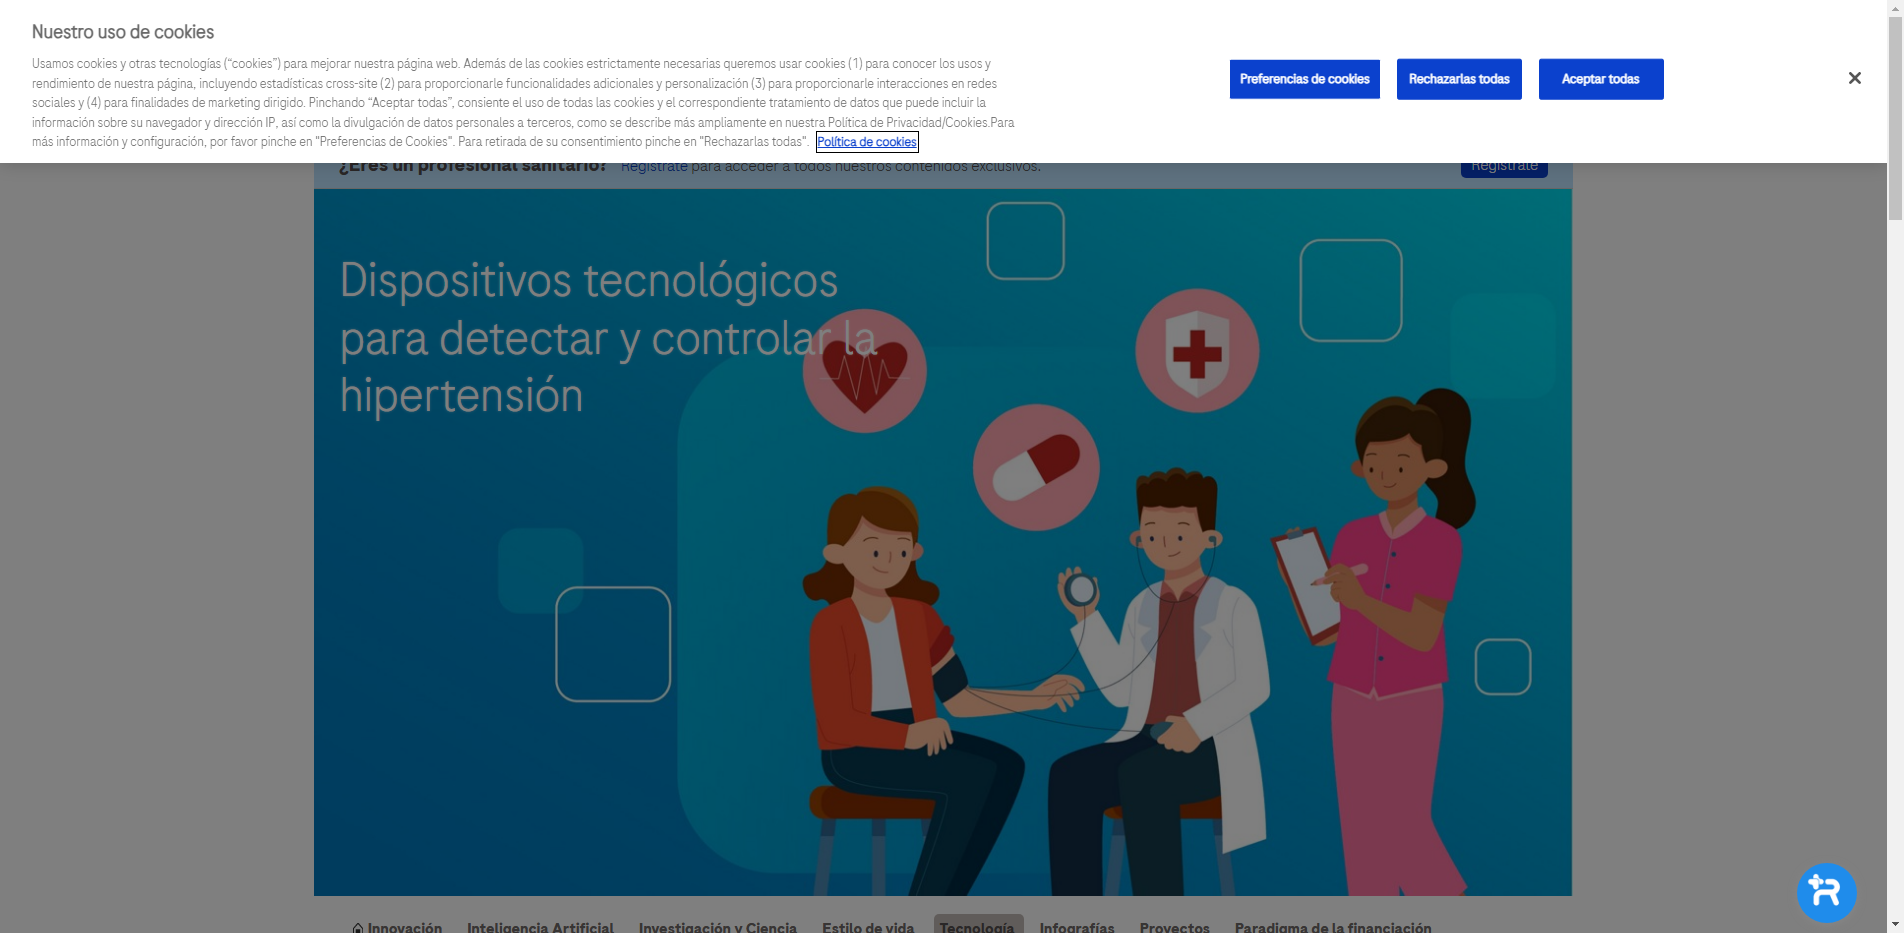 Nuestro uso de cookies
Usamos cookies y otras tecnologías (“cookies”) para mejorar nuestra página web. Además de las cookies estrictamente necesarias queremos usar cookies (1) para conocer los usos y
rendimiento de nuestra página, incluyendo estadísticas cross-site (2) para proporcionarle funcionalidades adicionales y personalización (3) para proporcionarle interacciones en redes
sociales y (4) para finalidades de marketing dirigido. Pinchando “Aceptar todas”, consiente el uso de todas las cookies y el correspondiente tratamiento de datos que puede incluir la
información sobre su navegador y dirección IP, así como la divulgación de datos personales a terceros, como se describe más ampliamente en nuestra Política de Privacidad/Cookies.Para
más información y configuración, por favor pinche en "Preferencias de Cookies". Para retirada de su consentimiento pinche en "Rechazarlas todas". Política de cookies
Preferencias de cookies
Rechazarlas todas
Aceptar todas
¿Eres un profesional sanitario? Regístrate para acceder a todos nuestros contenidos exclusivos. Regístrate
Dispositivos tecnológicos
para detectar y controlar la
hipertensión
Innovación Inteligencia Artificial Investigación y Ciencia Estilo de vida Tecnología Infografías Proyectos Paradigma de la financiación